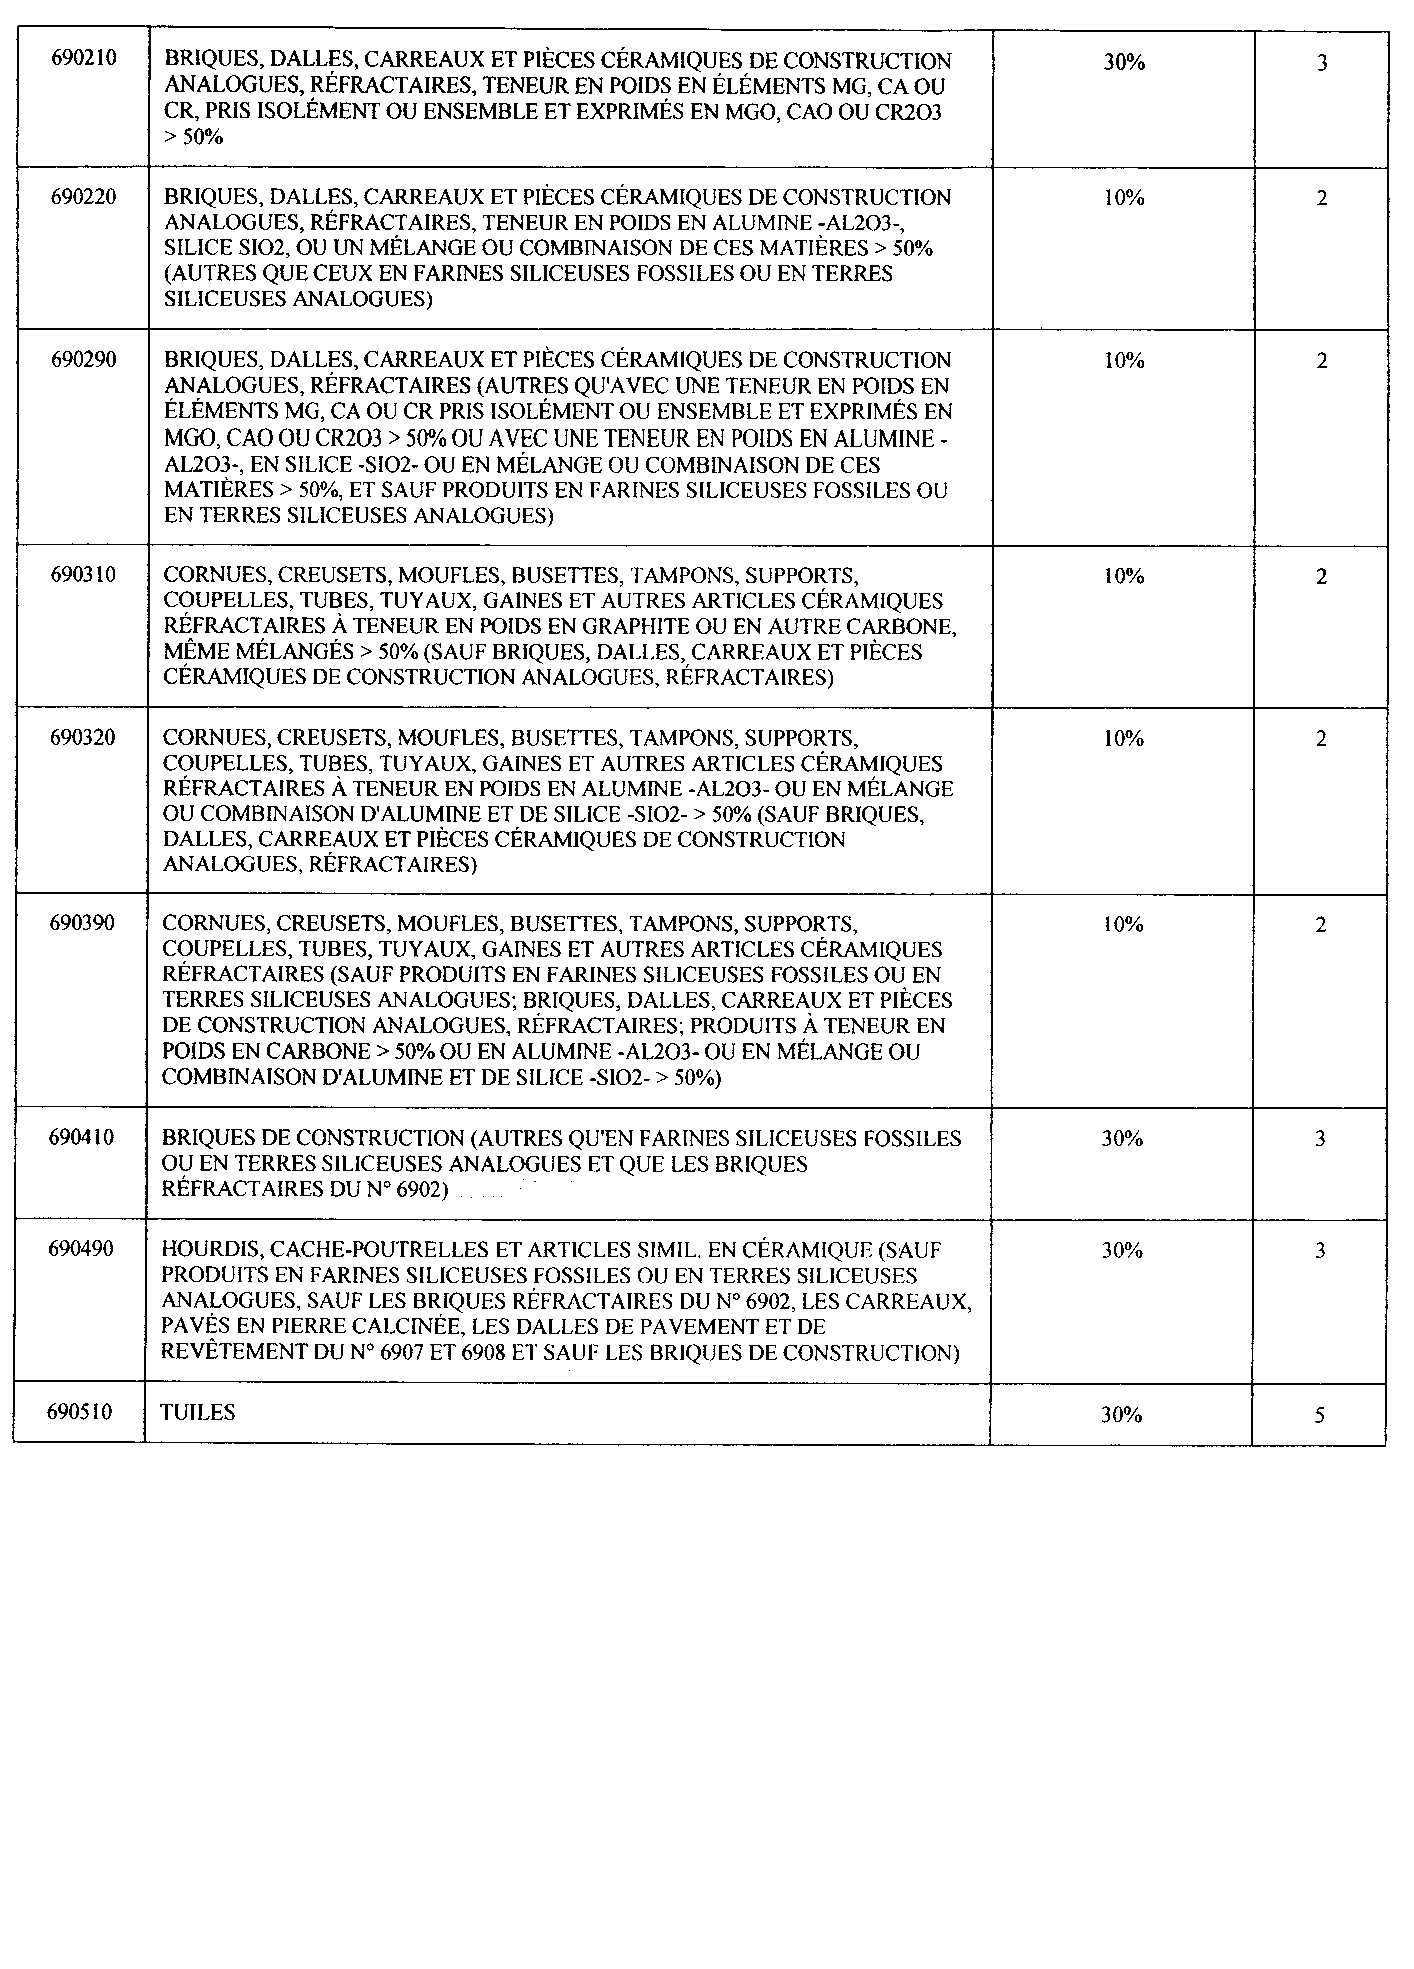 690210 BRIQUES, DALLES, CARREAUX ET PIÈCES CÉRAMIQUES DE CONSTRUCTION 30% 3
ANALOGUES, RÉFRACTAIRES, TENEUR EN POIDS EN ÉLÉMENTS MG, CA OU
CR, PRIS ISOLÉMENT OU ENSEMBLE ET EXPRIMÉS EN MGO, CAO OU CR2O3
> 50%
690220 BRIQUES, DALLES, CARREAUX ET PIÈCES CÉRAMIQUES DE CONSTRUCTION 10% 2
ANALOGUES, RÉFRACTAIRES, TENEUR EN POIDS EN ALUMINE -AL2O3-,
SILICE SIO2, OU UN MÉLANGE OU COMBINAISON DE CES MATIÈRES > 50%
(AUTRES QUE CEUX EN FARINES SILICEUSES FOSSILES OU EN TERRES
SILICEUSES ANALOGUES)
690290 BRIQUES, DALLES, CARREAUX ET PIÈCES CÉRAMIQUES DE CONSTRUCTION 10% 2
ANALOGUES, RÉFRACTAIRES (AUTRES QU'AVEC UNE TENEUR EN POIDS EN
ÉLÉMENTS MG, CA OU CR PRIS ISOLÉMENT OU ENSEMBLE ET EXPRIMÉS EN
MGO, CAO OU CR2O3 > 50% OU AVEC UNE TENEUR EN POIDS EN ALUMINE -
AL2O3-, EN SILICE -SIO2- OU EN MÉLANGE OU COMBINAISON DE CES
MATIÈRES > 50%, ET SAUF PRODUITS EN FARINES SILICEUSES FOSSILES OU
EN TERRES SILICEUSES ANALOGUES)
690310 CORNUES, CREUSETS, MOUFLES, BUSETTES, TAMPONS, SUPPORTS, 10% 2
COUPELLES, TUBES, TUYAUX, GAINES ET AUTRES ARTICLES CÉRAMIQUES
RÉFRACTAIRES À TENEUR EN POIDS EN GRAPHITE OU EN AUTRE CARBONE,
MÊME MÉLANGÉS > 50% (SAUF BRIQUES, DALLES, CARREAUX ET PIÈCES
CÉRAMIQUES DE CONSTRUCTION ANALOGUES, RÉFRACTAIRES)
690320 CORNUES, CREUSETS, MOUFLES, BUSETTES, TAMPONS, SUPPORTS, 10% 2
COUPELLES, TUBES, TUYAUX, GAINES ET AUTRES ARTICLES CÉRAMIQUES
RÉFRACTAIRES À TENEUR EN POIDS EN ALUMINE -AL2O3- OU EN MÉLANGE
OU COMBINAISON D'ALUMINE ET DE SILICE -SIO2- > 50% (SAUF BRIQUES,
DALLES, CARREAUX ET PIÈCES CÉRAMIQUES DE CONSTRUCTION
ANALOGUES, RÉFRACTAIRES)
690390 CORNUES, CREUSETS, MOUFLES, BUSETTES, TAMPONS, SUPPORTS, 10% 2
COUPELLES, TUBES, TUYAUX, GAINES ET AUTRES ARTICLES CÉRAMIQUES
RÉFRACTAIRES (SAUF PRODUITS EN FARINES SILICEUSES FOSSILES OU EN
TERRES SILICEUSES ANALOGUES; BRIQUES, DALLES, CARREAUX ET PIÈCES
DE CONSTRUCTION ANALOGUES, RÉFRACTAIRES; PRODUITS À TENEUR EN
POIDS EN CARBONE > 50% OU EN ALUMINE -AL2O3- OU EN MÉLANGE OU
COMBINAISON D'ALUMINE ET DE SILICE -SIO2- > 50%)
690410 BRIQUES DE CONSTRUCTION (AUTRES QU'EN FARINES SILICEUSES FOSSILES 30% 3
OU EN TERRES SILICEUSES ANALOGUES ET QUE LES BRIQUES
RÉFRACTAIRES DU N° 6902)
690490 HOURDIS, CACHE-POUTRELLES ET ARTICLES SIMIL. EN CÉRAMIQUE (SAUF 30% 3
PRODUITS EN FARINES SILICEUSES FOSSILES OU EN TERRES SILICEUSES
ANALOGUES, SAUF LES BRIQUES RÉFRACTAIRES DU N° 6902, LES CARREAUX,
PAVÉS EN PIERRE CALCINÉE, LES DALLES DE PAVEMENT ET DE
REVÊTEMENT DU N° 6907 ET 6908 ET SAUF LES BRIQUES DE CONSTRUCTION)
690510 TUILES 30% 5